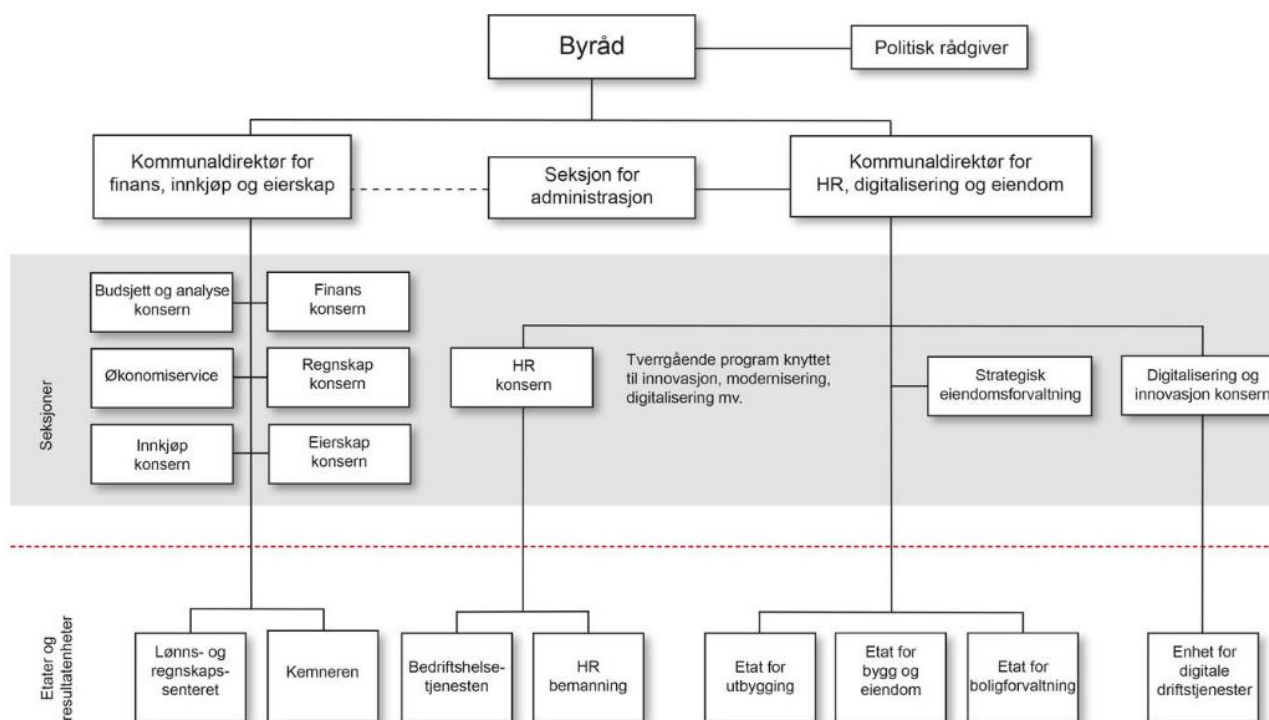 Byråd
Politisk rådgiver
Kommunaldirektør for
finans, innkjøp og eierskap
Seksjon for
administrasjon
Kommunaldirektør for
HR, digitalisering og eiendom
Seksjoner
Budsjett og analyse
konsern
Finans
konsern
Økonomiservice
Regnskap
konsern
Innkjøp
konsern
Eierskap
konsern
HR
konsern
Tverrgående program knyttet
til innovasjon, modernisering,
digitalisering mv.
Strategisk
eiendomsforvaltning
Digitalisering og
innovasjon konsern
Etater og
resultatenheter
Lønns- og
regnskaps-
senteret
Kemneren
Bedriftshelse-
tjenesten
HR
bemanning
Etat for
utbygging
Etat for
bygg og
eiendom
Etat for
boligforvaltning
Enhet for
digitale
driftstjenester